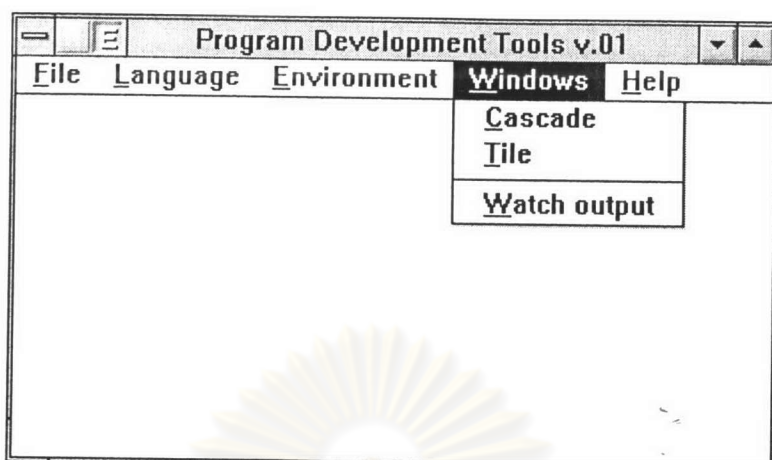 Program Development Tools v.01
File Language Environment Windows Help
Cascade
Tile
Watch output